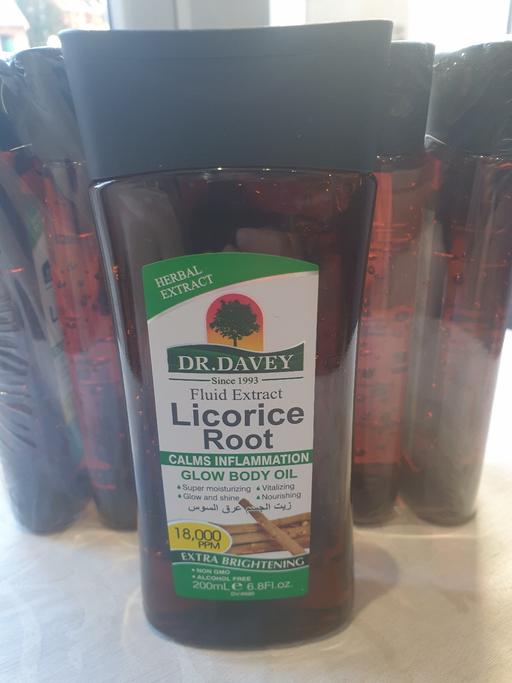 HERBAL
EXTRACT
DR.DAVEY
Since 1993
Fluid Extract
Licorice
Root
CALMS INFLAMMATION
GLOW BODY OIL
Super moisturizing Vitalizing
Glow and shine Nourishing
زيت الجسم عرق السوس
18,000
PPM
EXTRA BRIGHTENING
NON GMO
ALCOHOL FREE
200mL e 6.8Fl.oz.